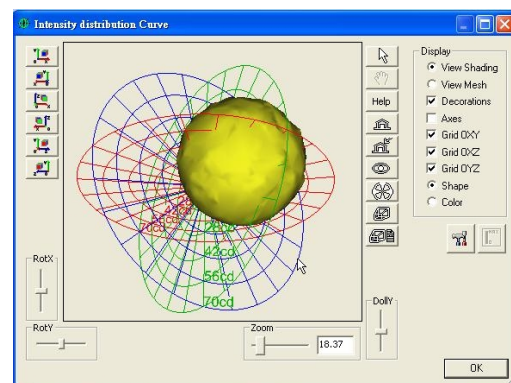 Intensity distribution Curve
Display
View Shading
View Mesh
Help
Decorations
Axes
Grid OXY
Grid OXZ
Grid OYZ
Shape
Color
70cd
28cd
42cd
56cd
70cd
RotX
RotY
Zoom
18.37
DollY
OK